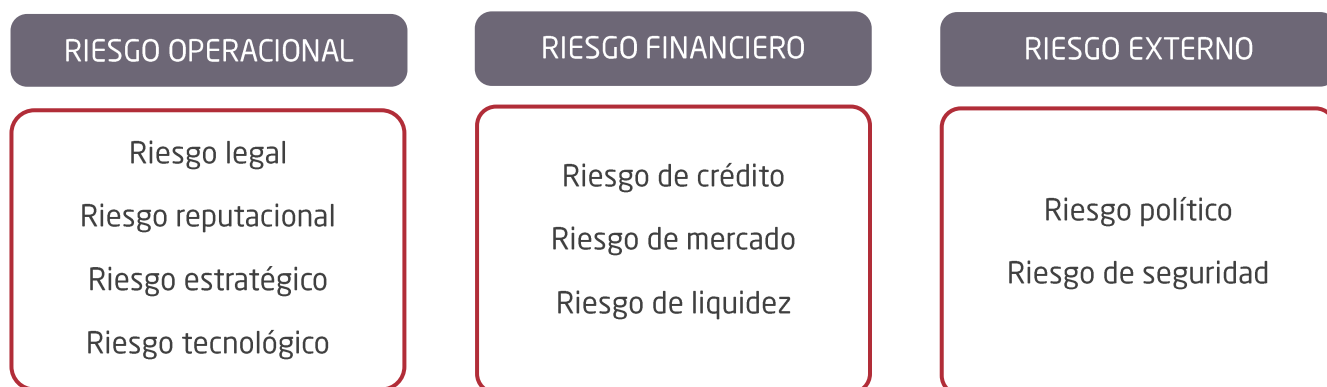 RIESGO OPERACIONAL
Riesgo legal
Riesgo reputacional
Riesgo estratégico
Riesgo tecnológico
RIESGO FINANCIERO
Riesgo de crédito
Riesgo de mercado
Riesgo de liquidez
RIESGO EXTERNO
Riesgo político
Riesgo de seguridad